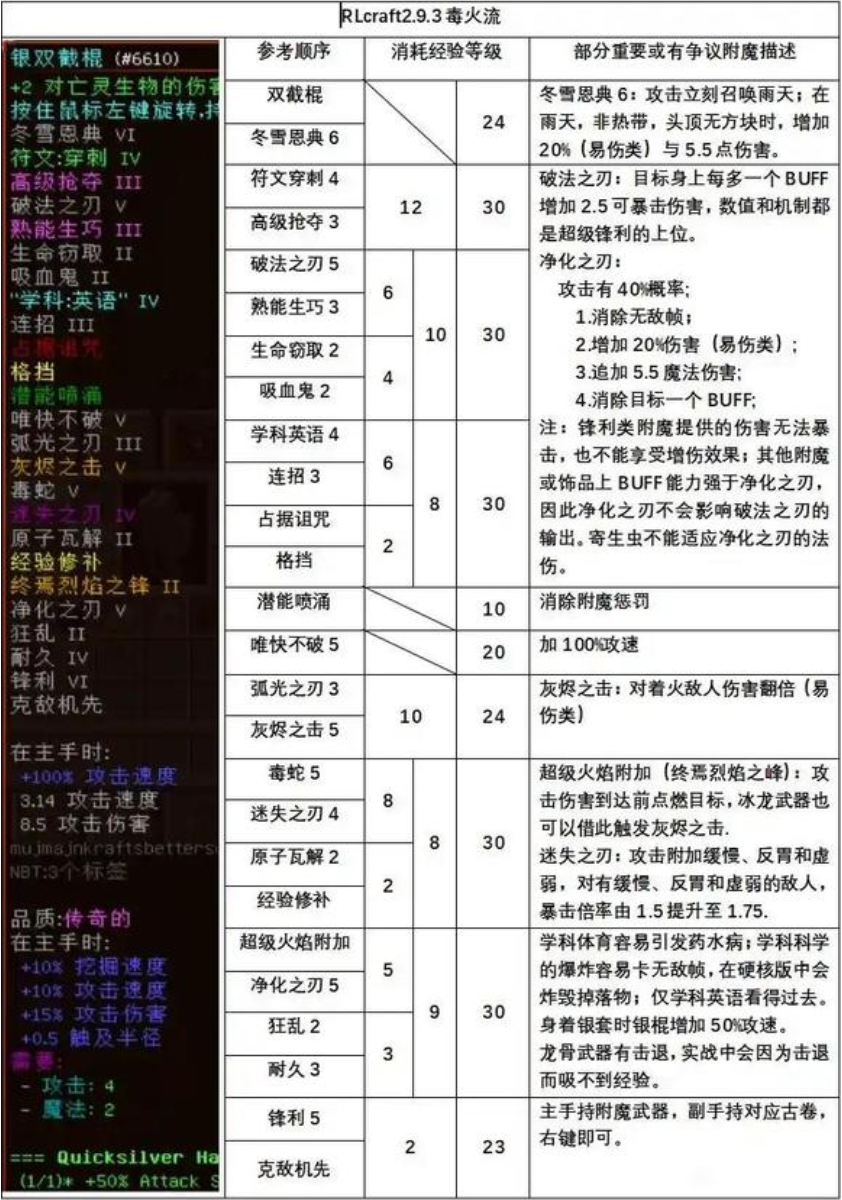 RLcraft2.9.3 毒火流
银双截棍 (#6610)
+2 对亡灵生物的伤害
按住鼠标左键旋转,持
冬雪恩典 VI
符文:穿刺 IV
高级抢夺 III
破法之刃 V
熟能生巧 III
生命窃取 II
吸血鬼 II
"学科:英语" IV
连招 III
占据诅咒
格挡
潜能喷涌
唯快不破 V
弧光之刃 III
灰烬之击 V
毒蛇 V
迷失之刃 IV
原子瓦解 II
经验修补
终焉烈焰之锋 II
净化之刃 V
狂乱 II
耐久 IV
锋利 VI
克敌机先
在主手时:
+100% 攻击速度
3.14 攻击速度
8.5 攻击伤害
mujmajnkraftsbetters
NBT:3个标签
品质:传奇的
在主手时:
+10% 挖掘速度
+10% 攻击速度
+15% 攻击伤害
+0.5 触及半径
需要:
- 攻击: 4
- 魔法: 2
=== Quicksilver Ha
(1/1)* +50% Attack S
参考顺序 消耗经验等级 部分重要或有争议附魔描述
双截棍
冬雪恩典 6
24
冬雪恩典 6：攻击立刻召唤雨天；在
雨天，非热带，头顶无方块时，增加
20%（易伤类）与 5.5 点伤害。
符文穿刺 4
高级抢夺 3
12
30
破法之刃 5
熟能生巧 3
生命窃取 2
吸血鬼 2
6
4
10
30
学科英语 4
连招 3
占据诅咒
格挡
6
2
8
30
破法之刃：目标身上每多一个 BUFF
增加 2.5 可暴击伤害，数值和机制都
是超级锋利的上位。
净化之刃：
攻击有 40%概率;
1.消除无敌帧；
2.增加 20%伤害（易伤类）;
3.追加 5.5 魔法伤害;
4.消除目标一个 BUFF;
注：锋利类附魔提供的伤害无法暴
击，也不能享受增伤效果；其他附魔
或饰品上 BUFF 能力强于净化之刃，
因此净化之刃不会影响破法之刃的
输出。寄生虫不能适应净化之刃的法
伤。
潜能喷涌
10
消除附魔惩罚
唯快不破 5
20
加 100%攻速
弧光之刃 3
灰烬之击 5
10
24
灰烬之击：对着火敌人伤害翻倍（易
伤类）
毒蛇 5
迷失之刃 4
原子瓦解 2
经验修补
8
2
8
30
超级火焰附加（终焉烈焰之峰）：攻
击伤害到达前点燃目标，冰龙武器也
可以借此触发灰烬之击.
迷失之刃：攻击附加缓慢、反胃和虚
弱，对有缓慢、反胃和虚弱的敌人，
暴击倍率由 1.5 提升至 1.75.
超级火焰附加
净化之刃 5
狂乱 2
耐久 3
5
3
9
30
学科体育容易引发药水病；学科科学
的爆炸容易卡无敌帧，在硬核版中会
炸毁掉落物；仅学科英语看得过去。
身着银套时银棍增加 50%攻速。
龙骨武器有击退，实战中会因为击退
而吸不到经验。
锋利 5
克敌机先
2
23
主手持附魔武器，副手持对应古卷，
右键即可。